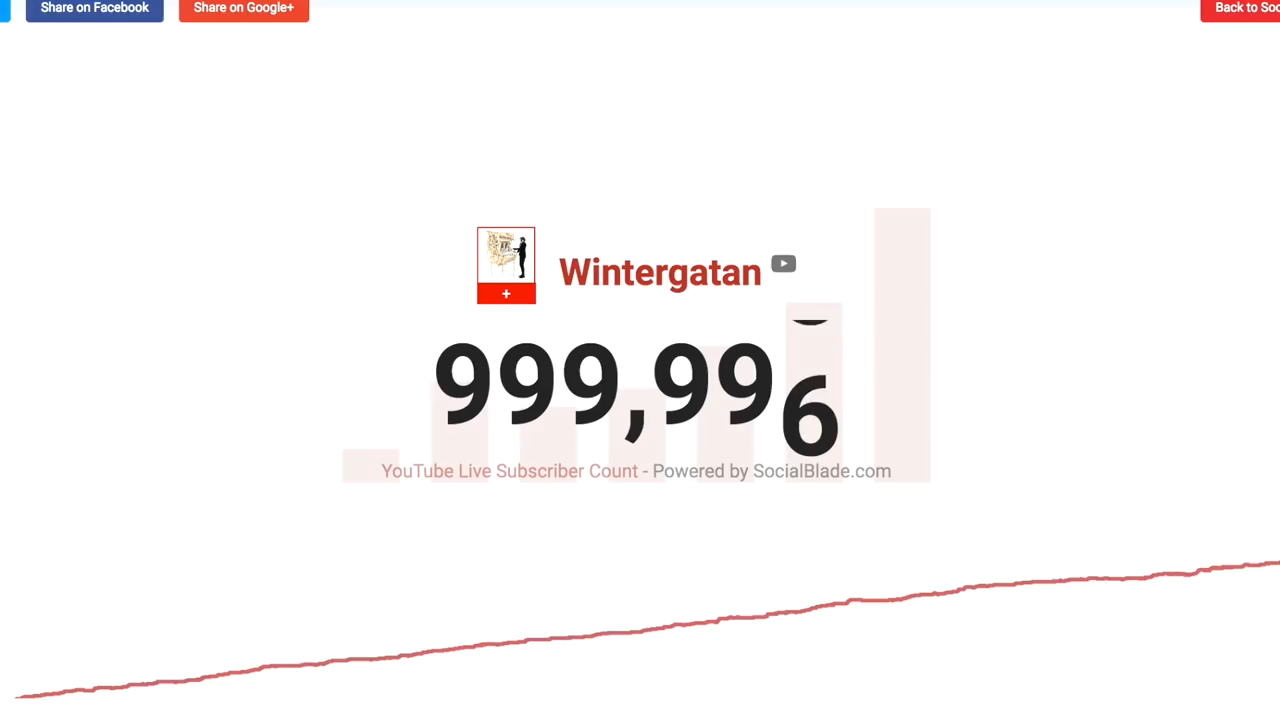 Share on Facebook
Share on Google+
Back to Soc
+
Wintergatan
999,996
YouTube Live Subscriber Count - Powered by SocialBlade.com